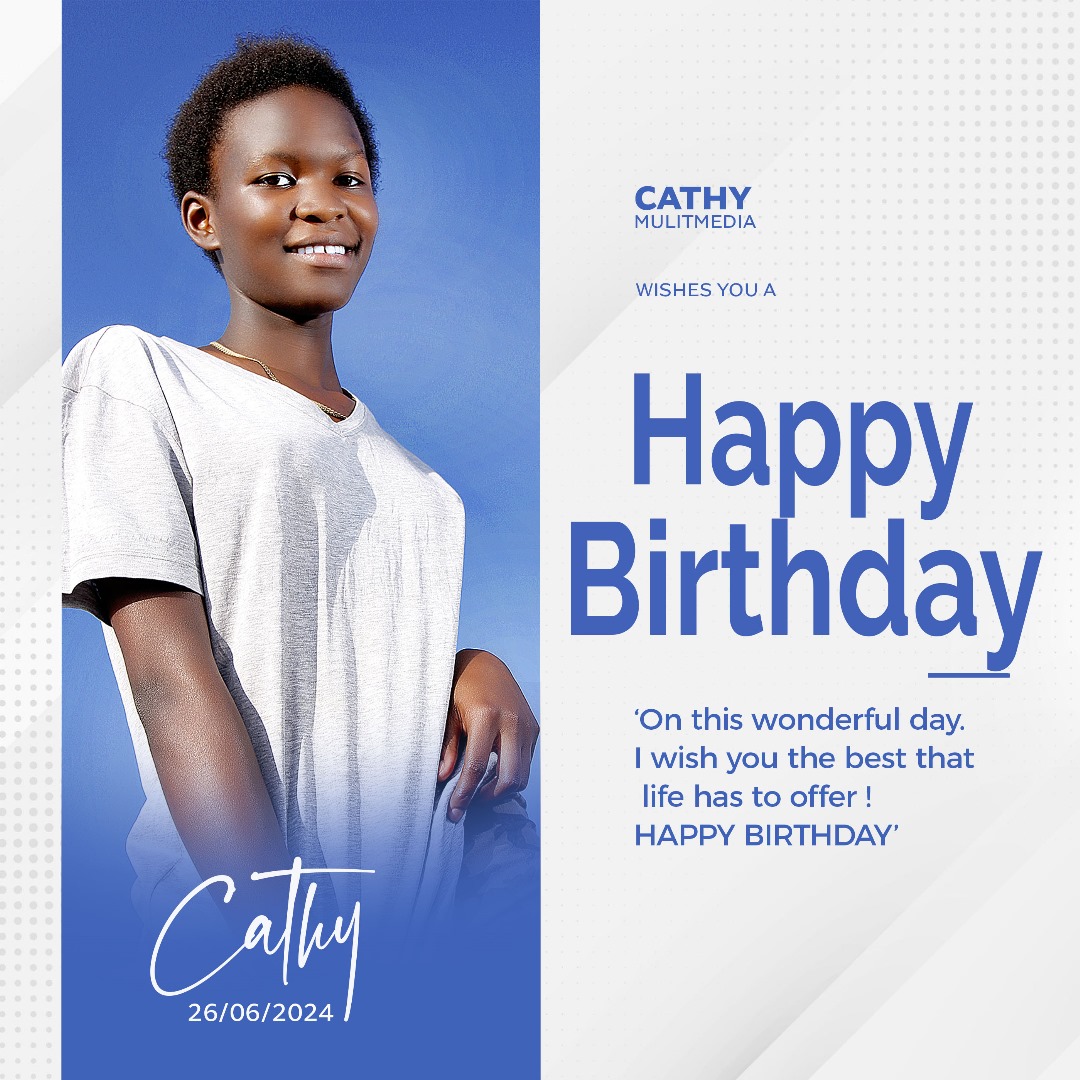 CATHY
MULITMEDIA
WISHES YOU A
Happy
Birthday
‘On this wonderful day.
I wish you the best that
life has to offer !
HAPPY BIRTHDAY’
Cathy
26/06/2024